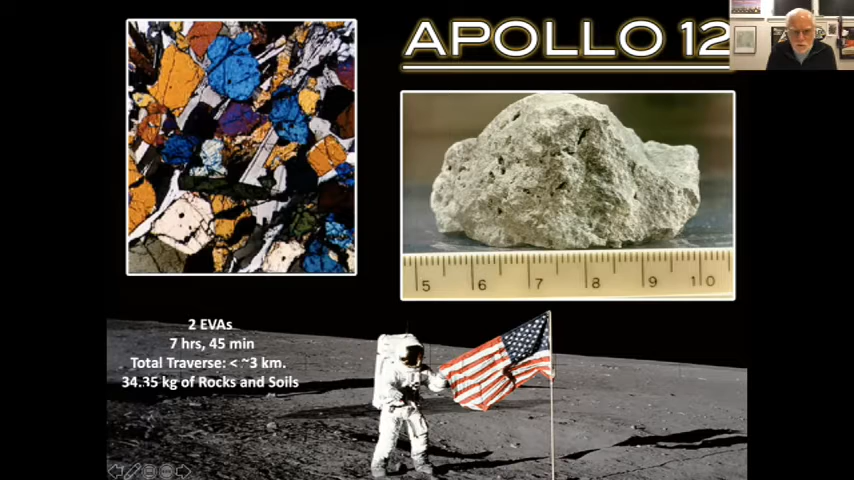 APOLLO 12
5 6 7 8 9 10
2 EVAs
7 hrs, 45 min
Total Traverse: < ~3 km.
34.35 kg of Rocks and Soils